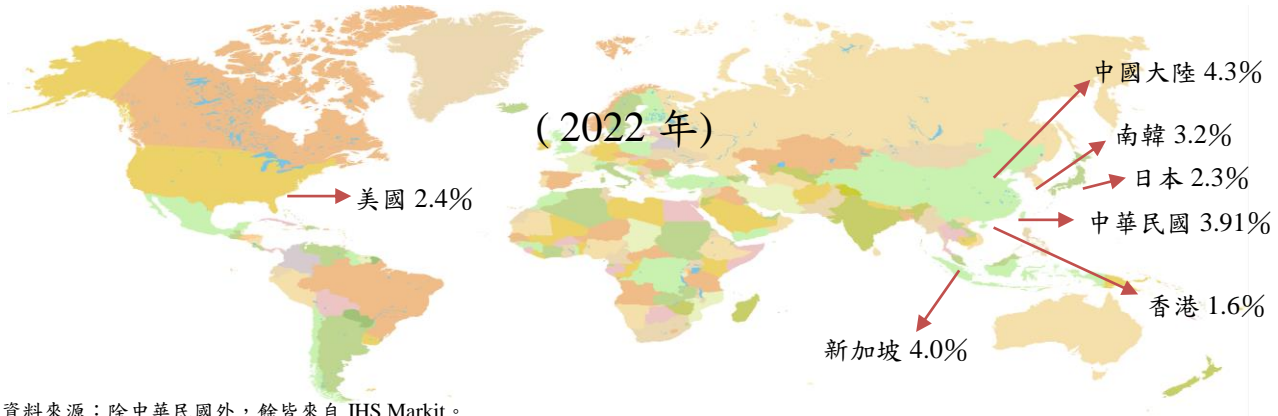 (2022 年)
中國大陸 4.3%
南韓 3.2%
日本 2.3%
美國 2.4%
中華民國 3.91%
香港 1.6%
新加坡 4.0%
資料來源：除中華民國外，餘皆來自 IHS Markit。